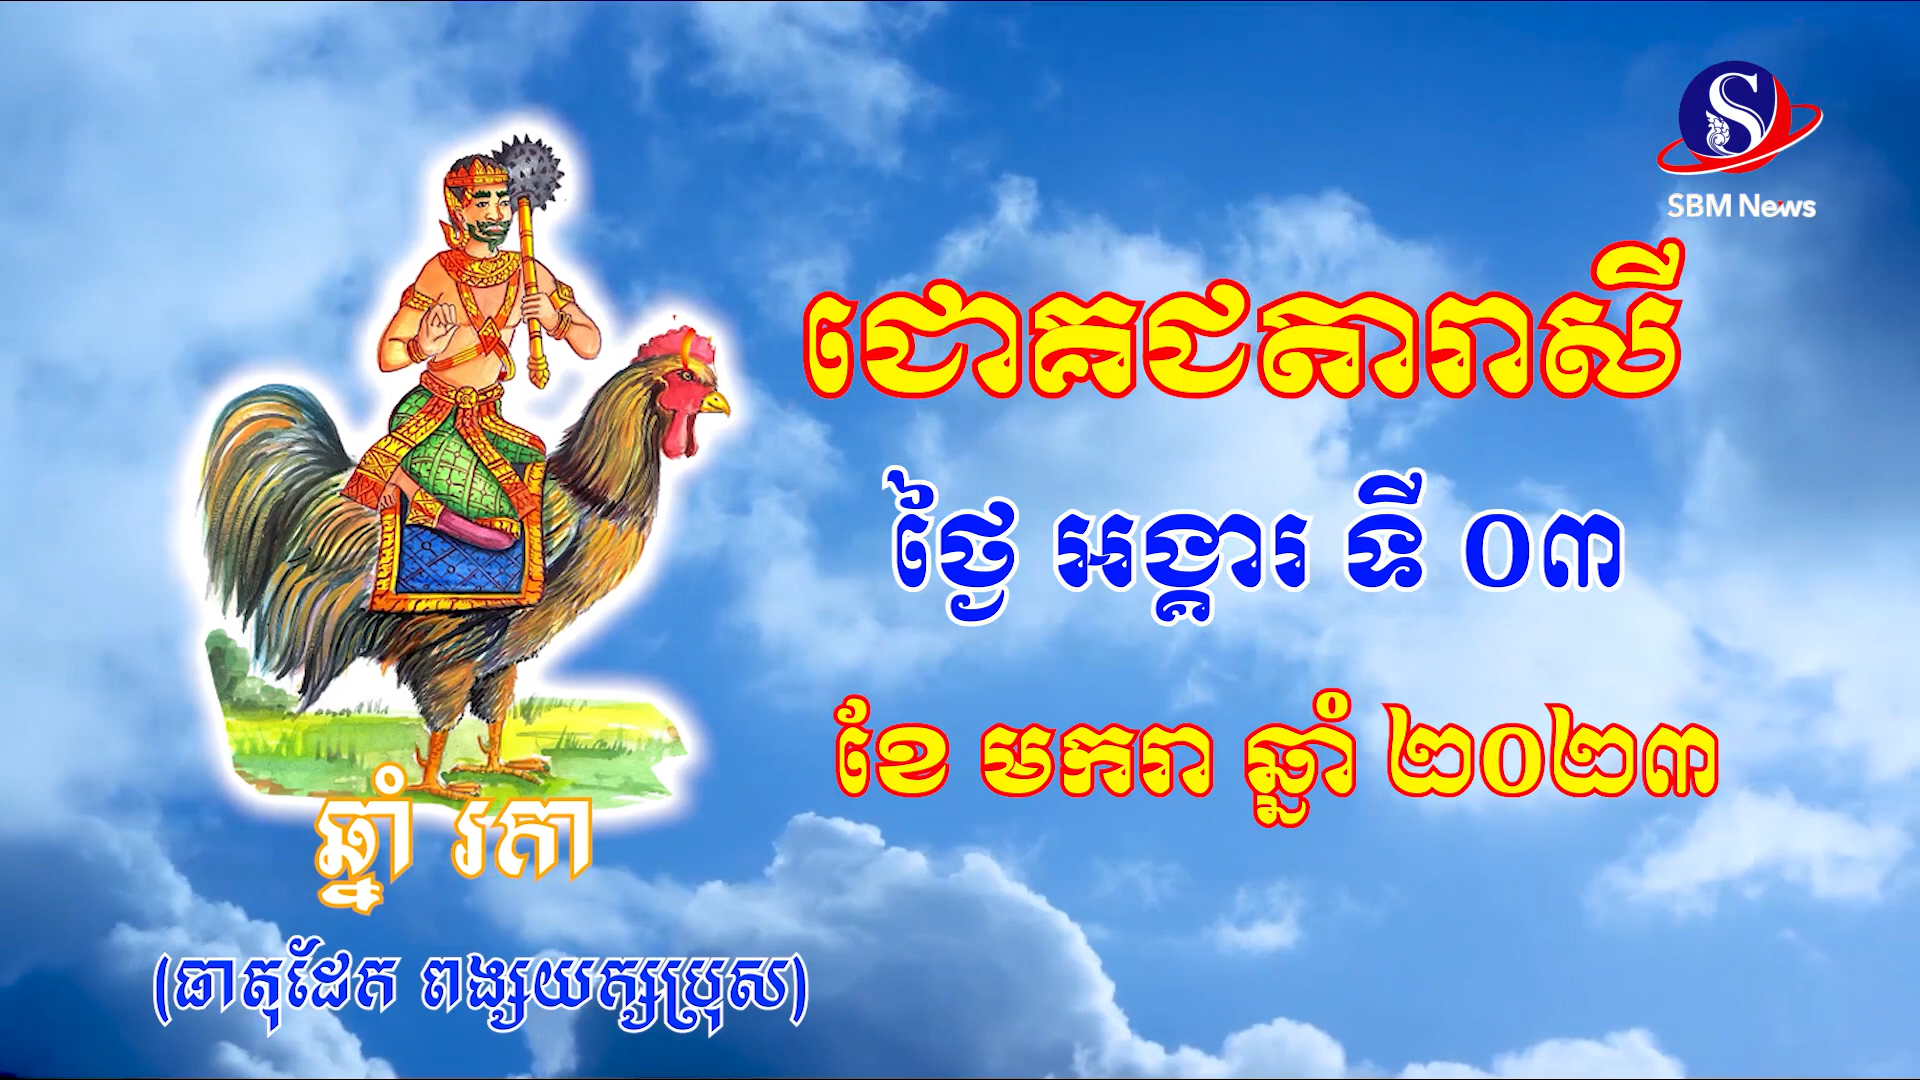 SBM News
ជោគជតារាសី
ថ្ងៃ អង្គារ ទី ០៣
ខែ មករា ឆ្នាំ ២០២៣
ឆ្នាំ រកា
(ធាតុដែក ពង្សយក្សប្រុស)